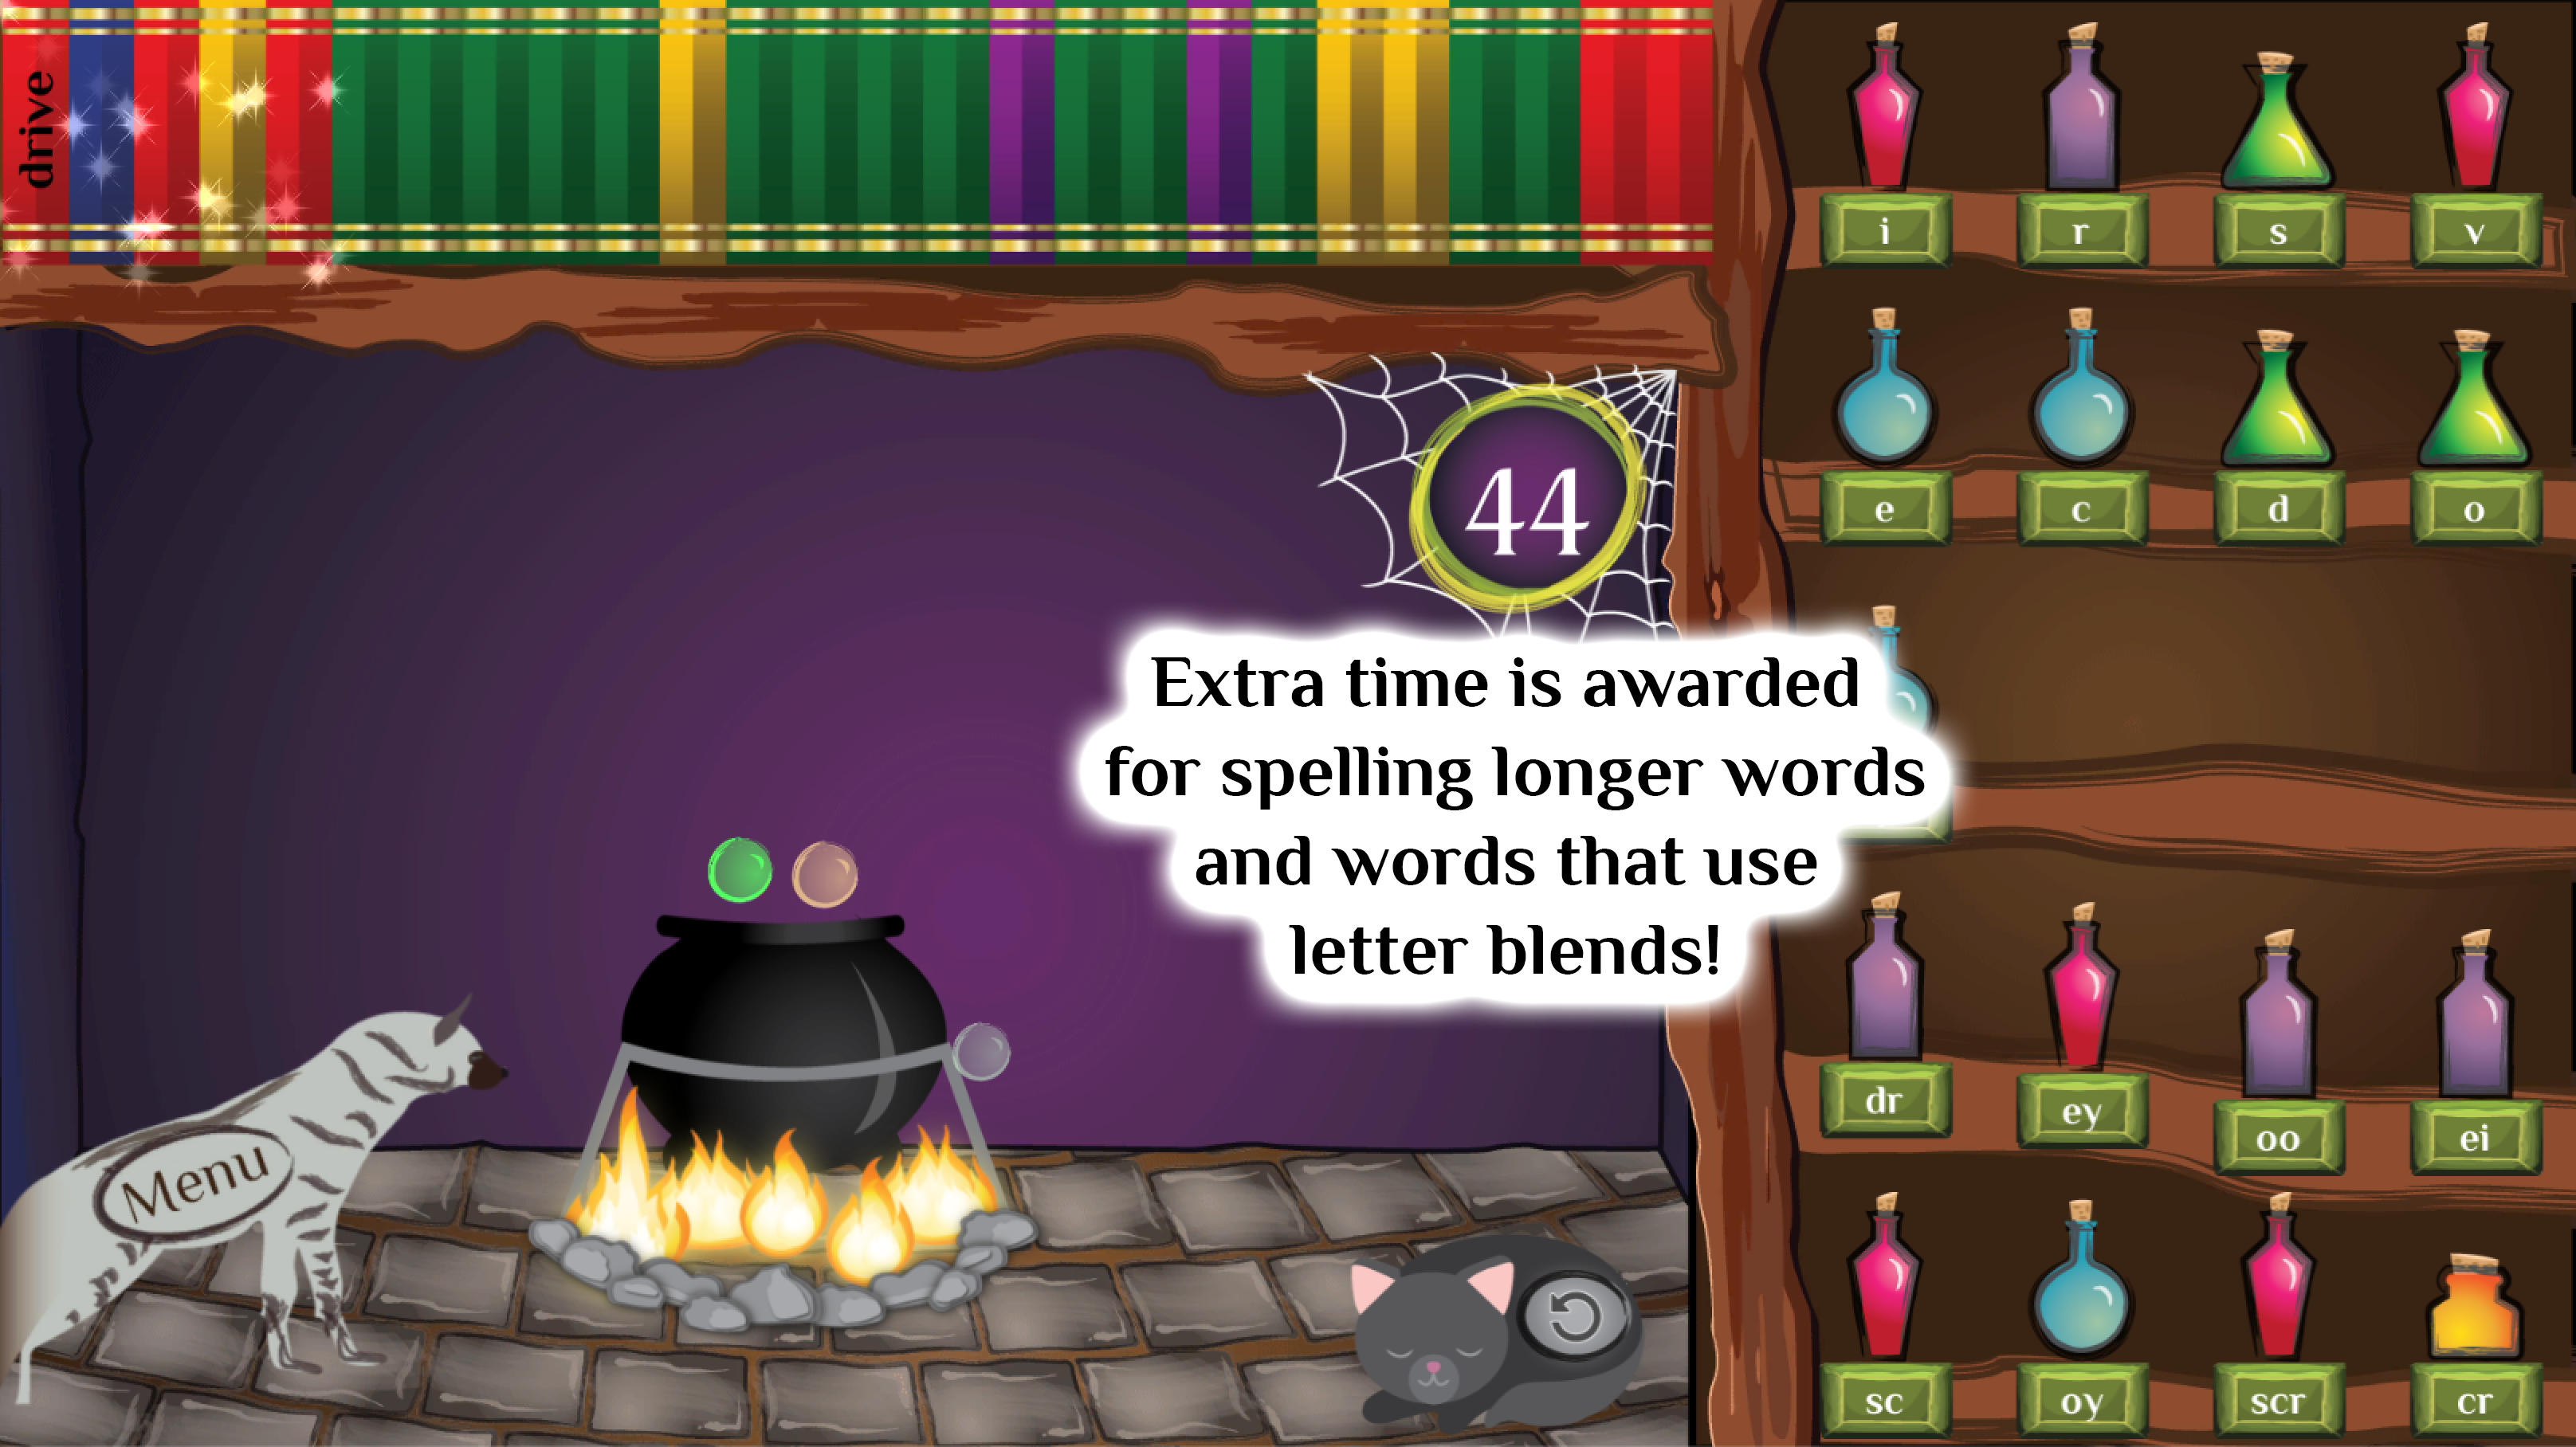 drive
i r s v
e c d o
44
Extra time is awarded
for spelling longer words
and words that use
letter blends!
dr ey oo ei
Menu
sc oy scr cr